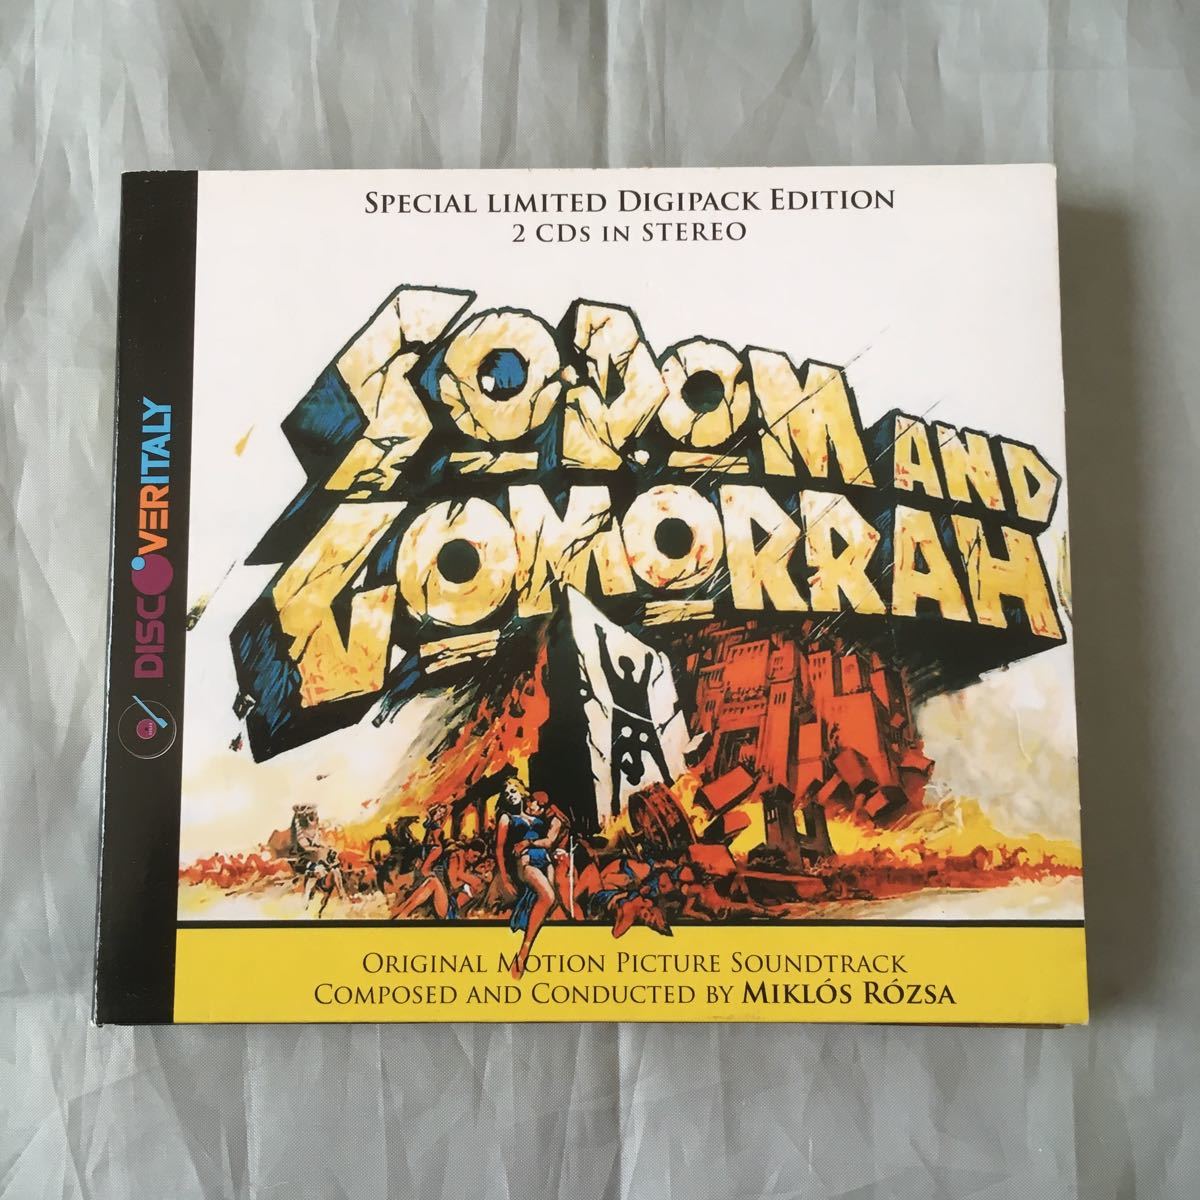 SPECIAL LIMITED DIGIPACK EDITION
2 CDS IN STEREO
SODOM AND
GOMORRAH
DISCOVERITALY
ORIGINAL MOTION PICTURE SOUNDTRACK
COMPOSED AND CONDUCTED BY MIKLÓS RÓZSA